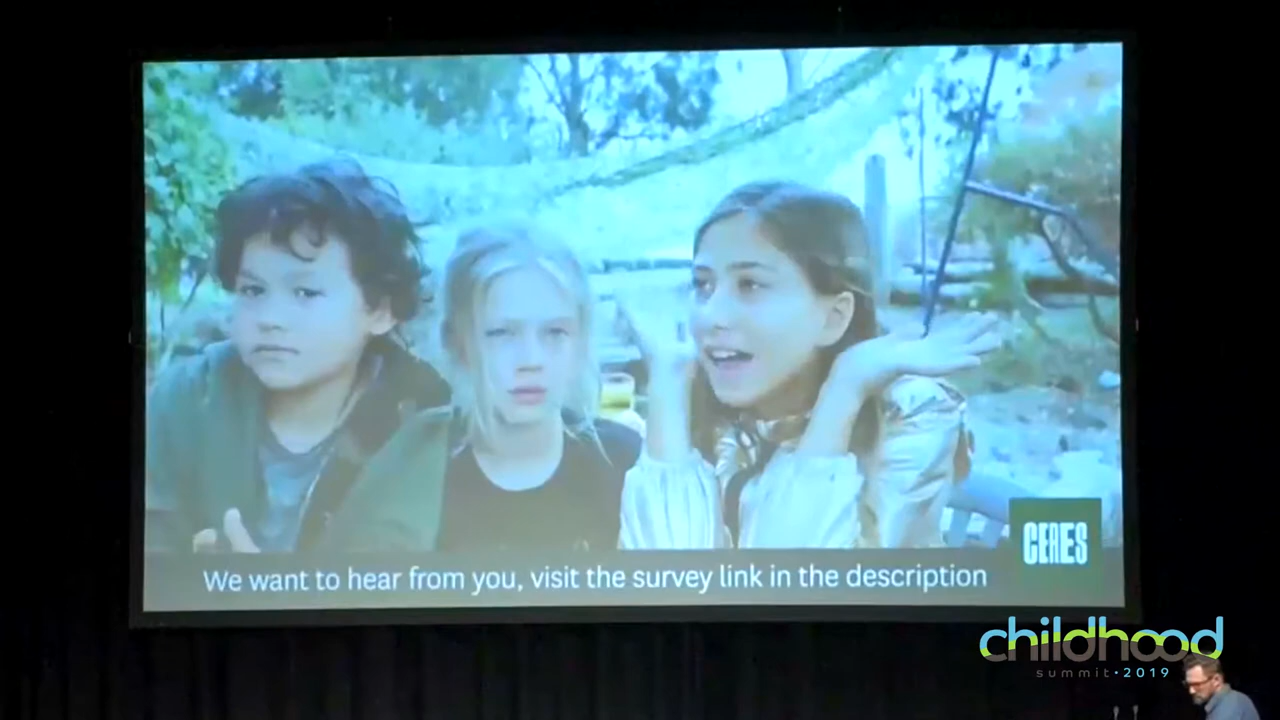 CERES
We want to hear from you, visit the survey link in the description
childhood
summit•2019